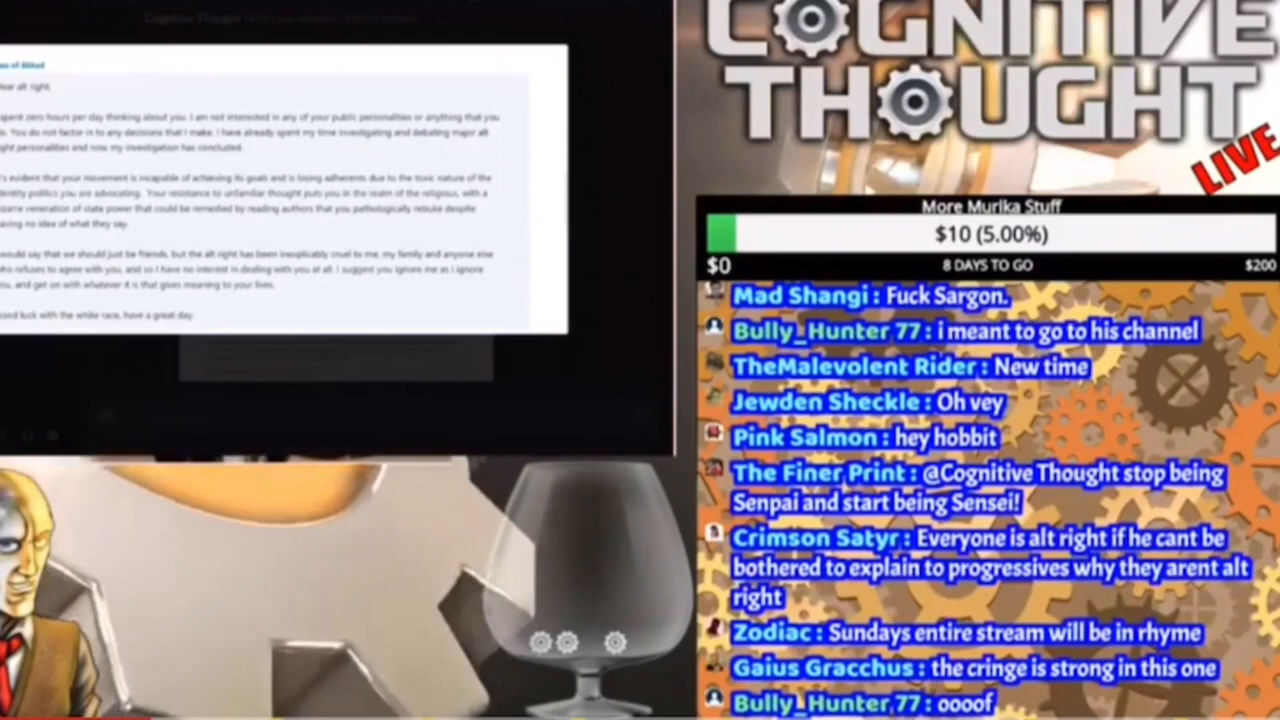 Cognitive Thought
COGNITIVE
THOUGHT
LIVE
on of Akkad
ear alt right,
spent zero hours per day thinking about you. I am not interested in any of your public personalities or anything that you
o. You do not factor in to any decisions that I make. I have already spent my time investigating and debating major alt
ght personalities and now my investigation has concluded.
's evident that your movement is incapable of achieving its goals and is losing adherents due to the toxic nature of the
dentity politics you are advocating. Your resistance to unfamiliar thought puts you in the realm of the religious, with a
izarre veneration of state power that could be remedied by reading authors that you pathologically rebuke despite
aving no idea of what they say.
would say that we should just be friends, but the alt right has been inexplicably cruel to me, my family and anyone else
ho refuses to agree with you, and so I have no interest in dealing with you at all. I suggest you ignore me as I ignore
ou, and get on with whatever it is that gives meaning to your lives.
ood luck with the white race, have a great day.
More Murika Stuff
$10 (5.00%)
$0 8 DAYS TO GO $200
Mad Shangi : Fuck Sargon.
Bully_Hunter 77 : i meant to go to his channel
TheMalevolent Rider : New time
Jewden Sheckle : Oh vey
Pink Salmon : hey hobbit
The Finer Print : @Cognitive Thought stop being
Senpai and start being Sensei!
Crimson Satyr : Everyone is alt right if he cant be
bothered to explain to progressives why they arent alt
right
Zodiac : Sundays entire stream will be in rhyme
Gaius Gracchus : the cringe is strong in this one
Bully_Hunter 77 : oooof